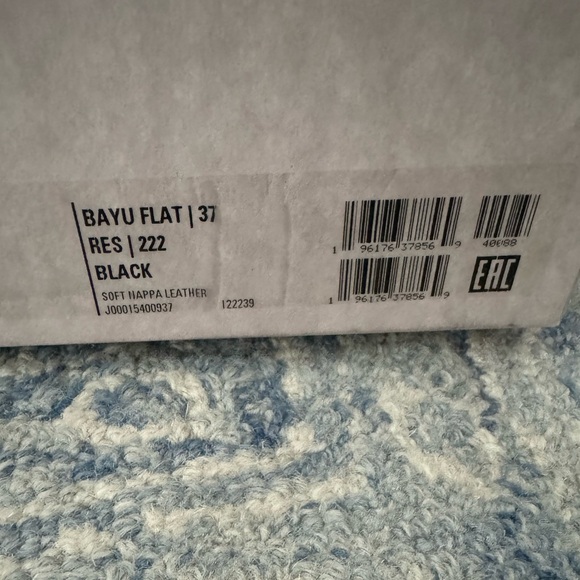 BAYU FLAT | 37
RES | 222
BLACK
SOFT NAPPA LEATHER
J00015400937
122239
1 96176 37856 9
40688
1 96176 37856 9
EAC